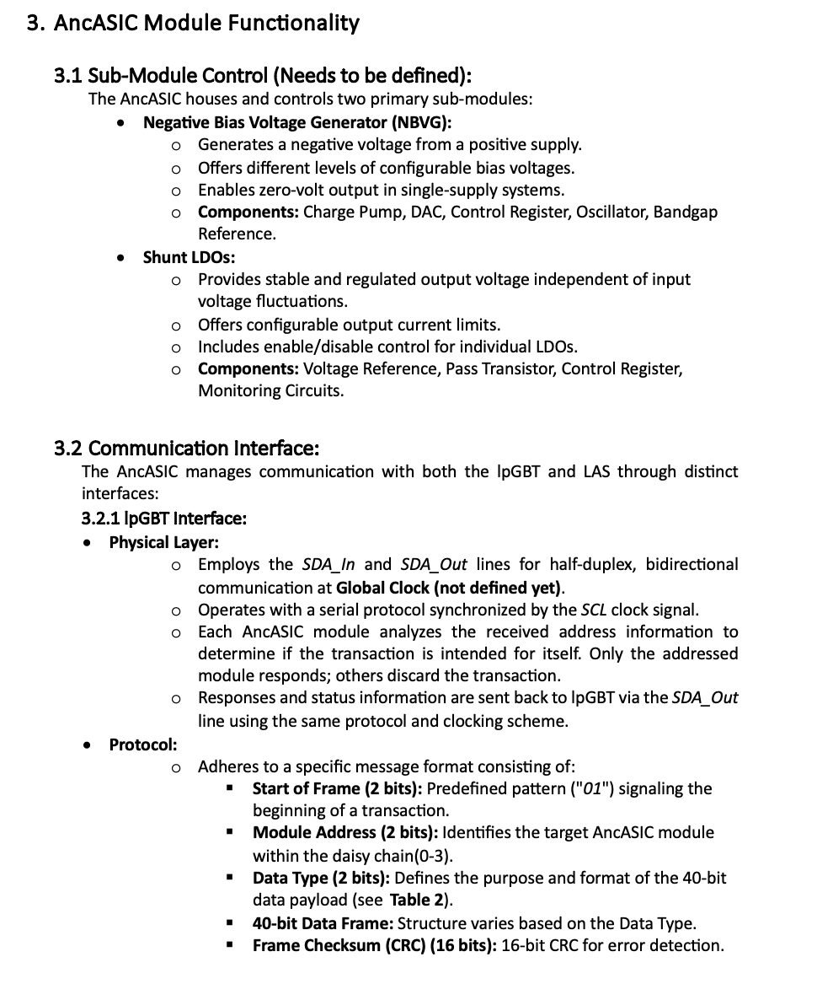 3. AncASIC Module Functionality
3.1 Sub-Module Control (Needs to be defined):
The AncASIC houses and controls two primary sub-modules:
• Negative Bias Voltage Generator (NBVG):
o Generates a negative voltage from a positive supply.
o Offers different levels of configurable bias voltages.
o Enables zero-volt output in single-supply systems.
o Components: Charge Pump, DAC, Control Register, Oscillator, Bandgap
Reference.
• Shunt LDOs:
o Provides stable and regulated output voltage independent of input
voltage fluctuations.
o Offers configurable output current limits.
o Includes enable/disable control for individual LDOs.
o Components: Voltage Reference, Pass Transistor, Control Register,
Monitoring Circuits.
3.2 Communication Interface:
The AncASIC manages communication with both the lpGBT and LAS through distinct
interfaces:
3.2.1 lpGBT Interface:
• Physical Layer:
o Employs the SDA_In and SDA_Out lines for half-duplex, bidirectional
communication at Global Clock (not defined yet).
o Operates with a serial protocol synchronized by the SCL clock signal.
o Each AncASIC module analyzes the received address information to
determine if the transaction is intended for itself. Only the addressed
module responds; others discard the transaction.
o Responses and status information are sent back to lpGBT via the SDA_Out
line using the same protocol and clocking scheme.
• Protocol:
o Adheres to a specific message format consisting of:
▪ Start of Frame (2 bits): Predefined pattern ("01") signaling the
beginning of a transaction.
▪ Module Address (2 bits): Identifies the target AncASIC module
within the daisy chain(0-3).
▪ Data Type (2 bits): Defines the purpose and format of the 40-bit
data payload (see Table 2).
▪ 40-bit Data Frame: Structure varies based on the Data Type.
▪ Frame Checksum (CRC) (16 bits): 16-bit CRC for error detection.